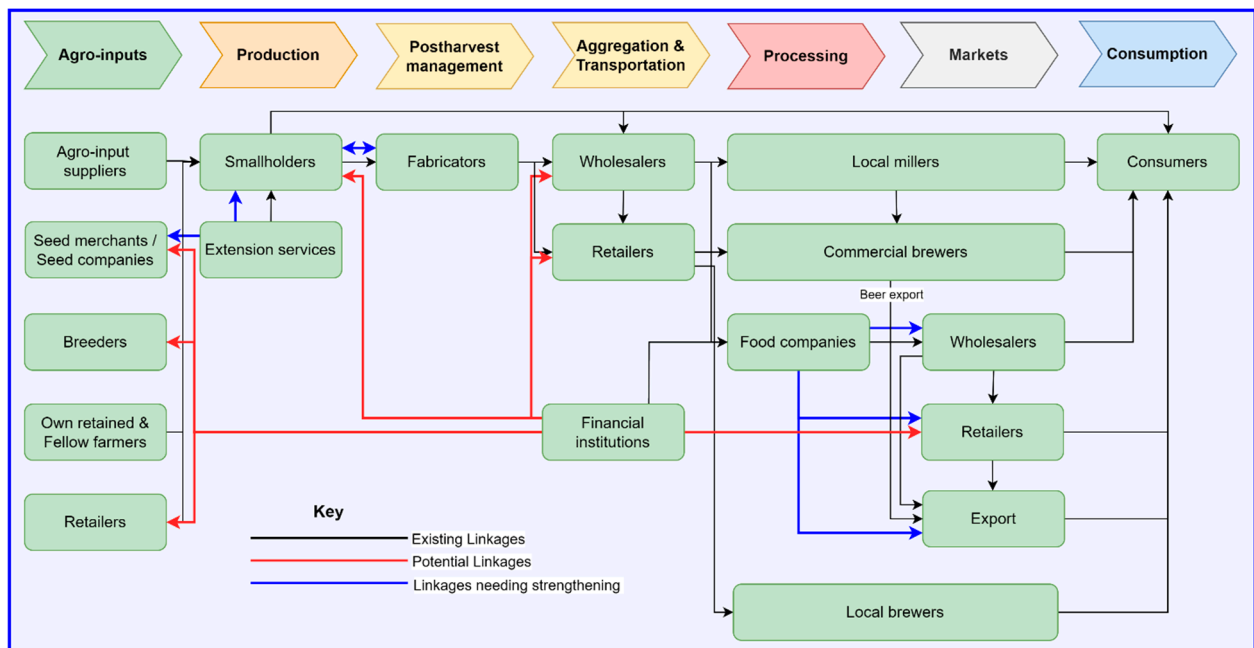 Agro-inputs
Production
Postharvest
management
Aggregation &
Transportation
Processing
Markets
Consumption
Agro-input
suppliers
Smallholders
Fabricators
Wholesalers
Local millers
Consumers
Seed merchants /
Seed companies
Extension services
Retailers
Commercial brewers
Beer export
Breeders
Food companies
Wholesalers
Own retained &
Fellow farmers
Financial
institutions
Retailers
Retailers
Export
Key
Existing Linkages
Potential Linkages
Linkages needing strengthening
Local brewers